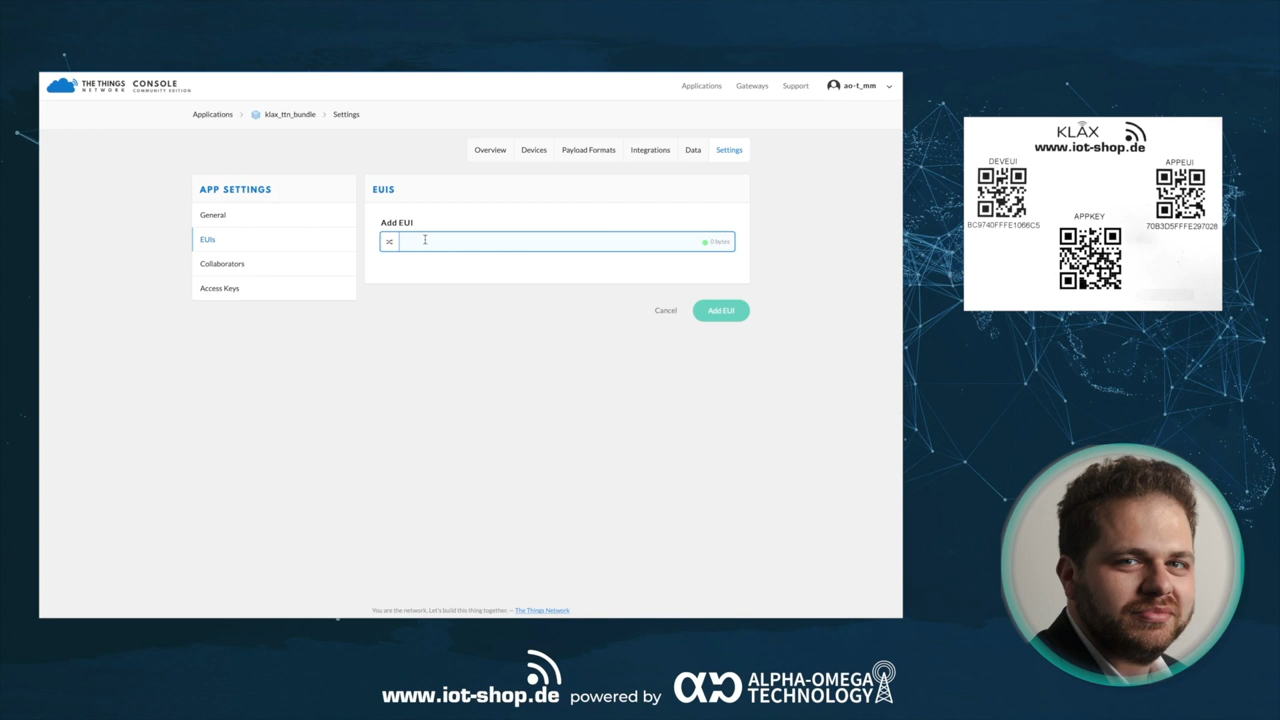 THE THINGS NETWORK
CONSOLE
COMMUNITY EDITION
Applications
Gateways
Support
ao-t_mm
Applications
klax_ttn_bundle
Settings
Overview
Devices
Payload Formats
Integrations
Data
Settings
APP SETTINGS
General
EUIs
Collaborators
Access Keys
EUIS
Add EUI
0 bytes
Cancel
Add EUI
You are the network. Let's build this thing together. — The Things Network
KLAX
www.iot-shop.de
DEVEUI
BC9740FFFE1066C5
APPEUI
70B3D5FFFE297028
APPKEY
www.iot-shop.de powered by
ALPHA-OMEGA
TECHNOLOGY